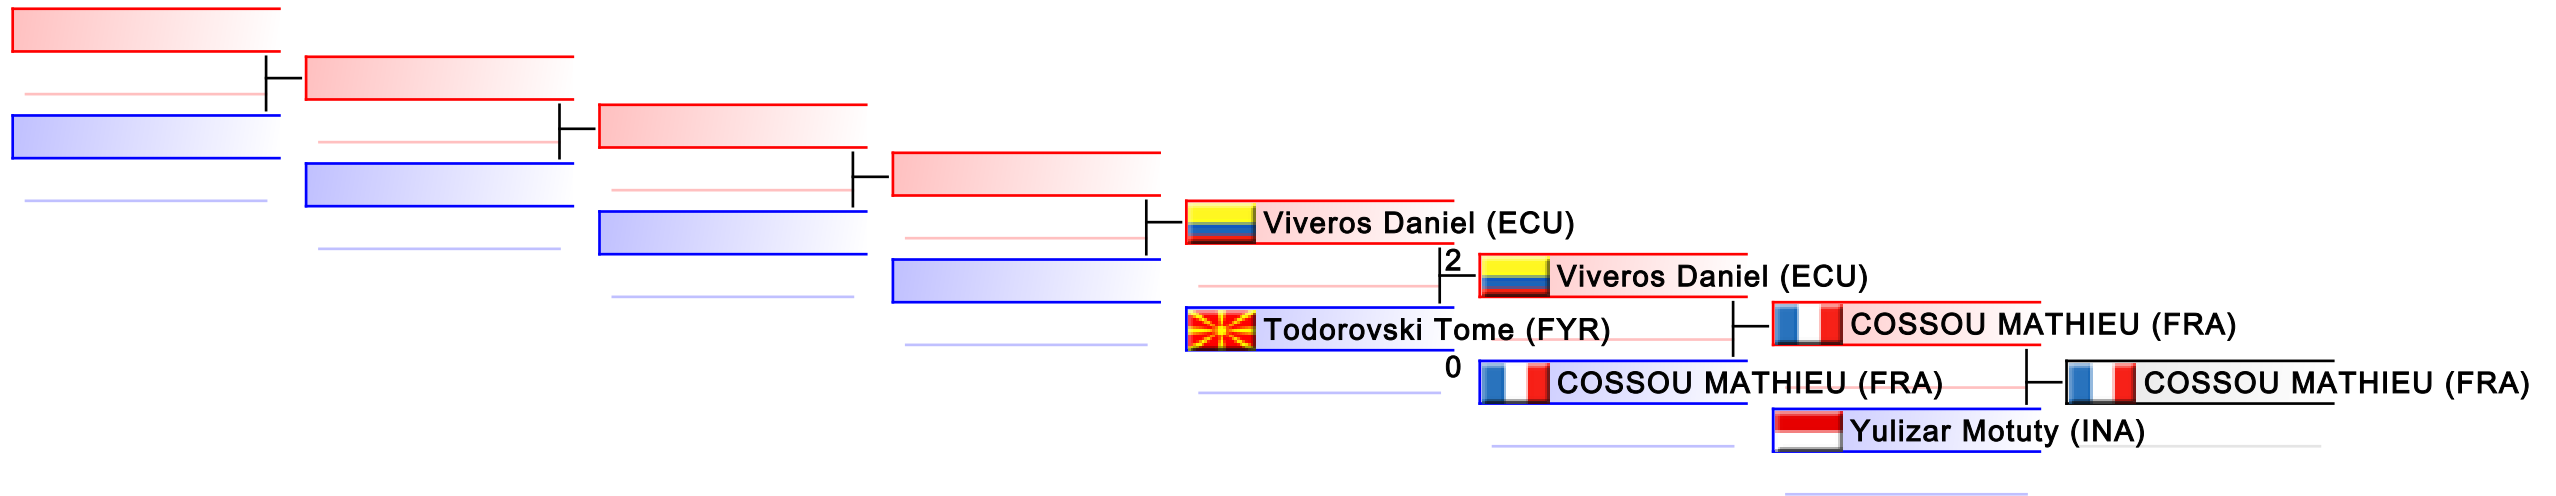 Viveros Daniel (ECU)
2
Viveros Daniel (ECU)
Todorovski Tome (FYR)
COSSOU MATHIEU (FRA)
0
COSSOU MATHIEU (FRA)
COSSOU MATHIEU (FRA)
Yulizar Motuty (INA)